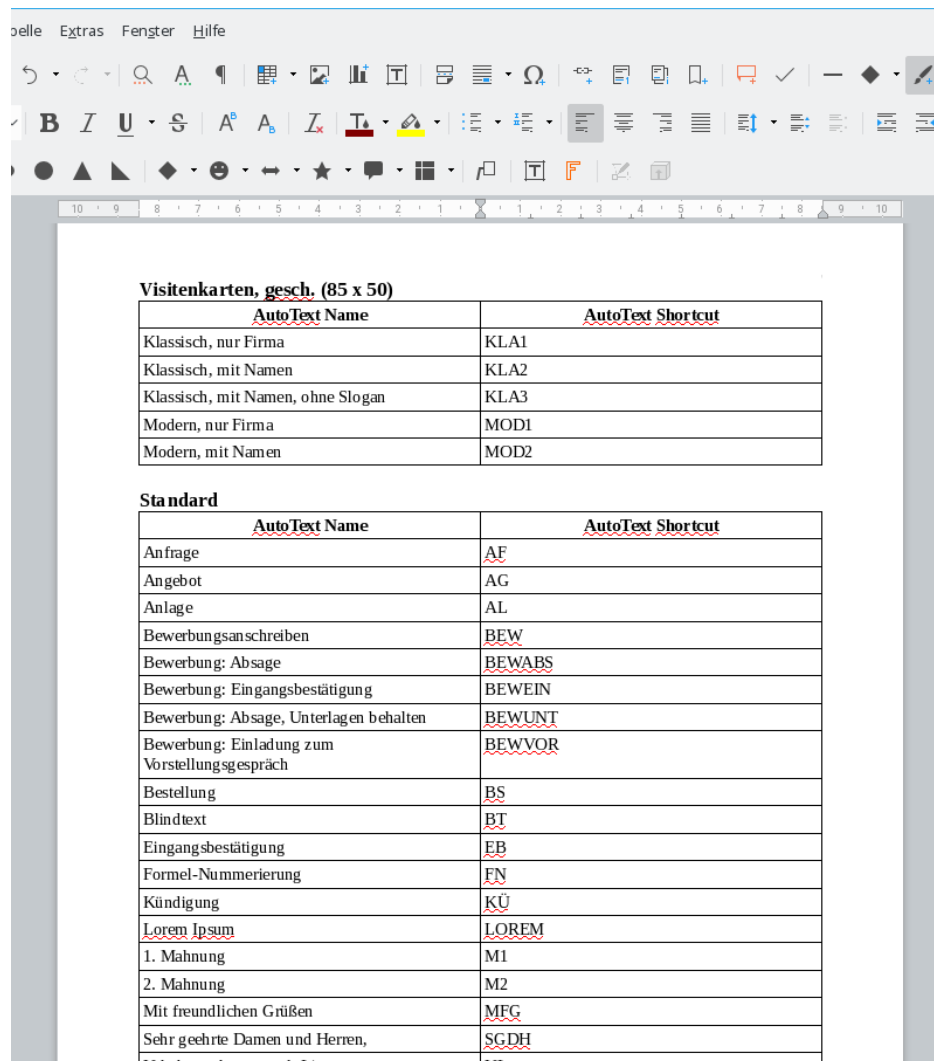 Extras Fenster Hilfe
10 9 8 7 6 5 4 3 2 1 1 2 3 4 5 6 7 8 9 10
Visitenkarten, gesch. (85 x 50)
AutoText Name AutoText Shortcut
Klassisch, nur Firma KLA1
Klassisch, mit Namen KLA2
Klassisch, mit Namen, ohne Slogan KLA3
Modern, nur Firma MOD1
Modern, mit Namen MOD2
Standard
AutoText Name AutoText Shortcut
Anfrage AF
Angebot AG
Anlage AL
Bewerbungsanschreiben BEW
Bewerbung: Absage BEWABS
Bewerbung: Eingangsbestätigung BEWEIN
Bewerbung: Absage, Unterlagen behalten BEWUNT
Bewerbung: Einladung zum BEWVOR
Vorstellungsgespräch
Bestellung BS
Blindtext BT
Eingangsbestätigung EB
Formel-Nummerierung FN
Kündigung KÜ
Lorem Ipsum LOREM
1. Mahnung M1
2. Mahnung M2
Mit freundlichen Grüßen MFG
Sehr geehrte Damen und Herren, SGDH